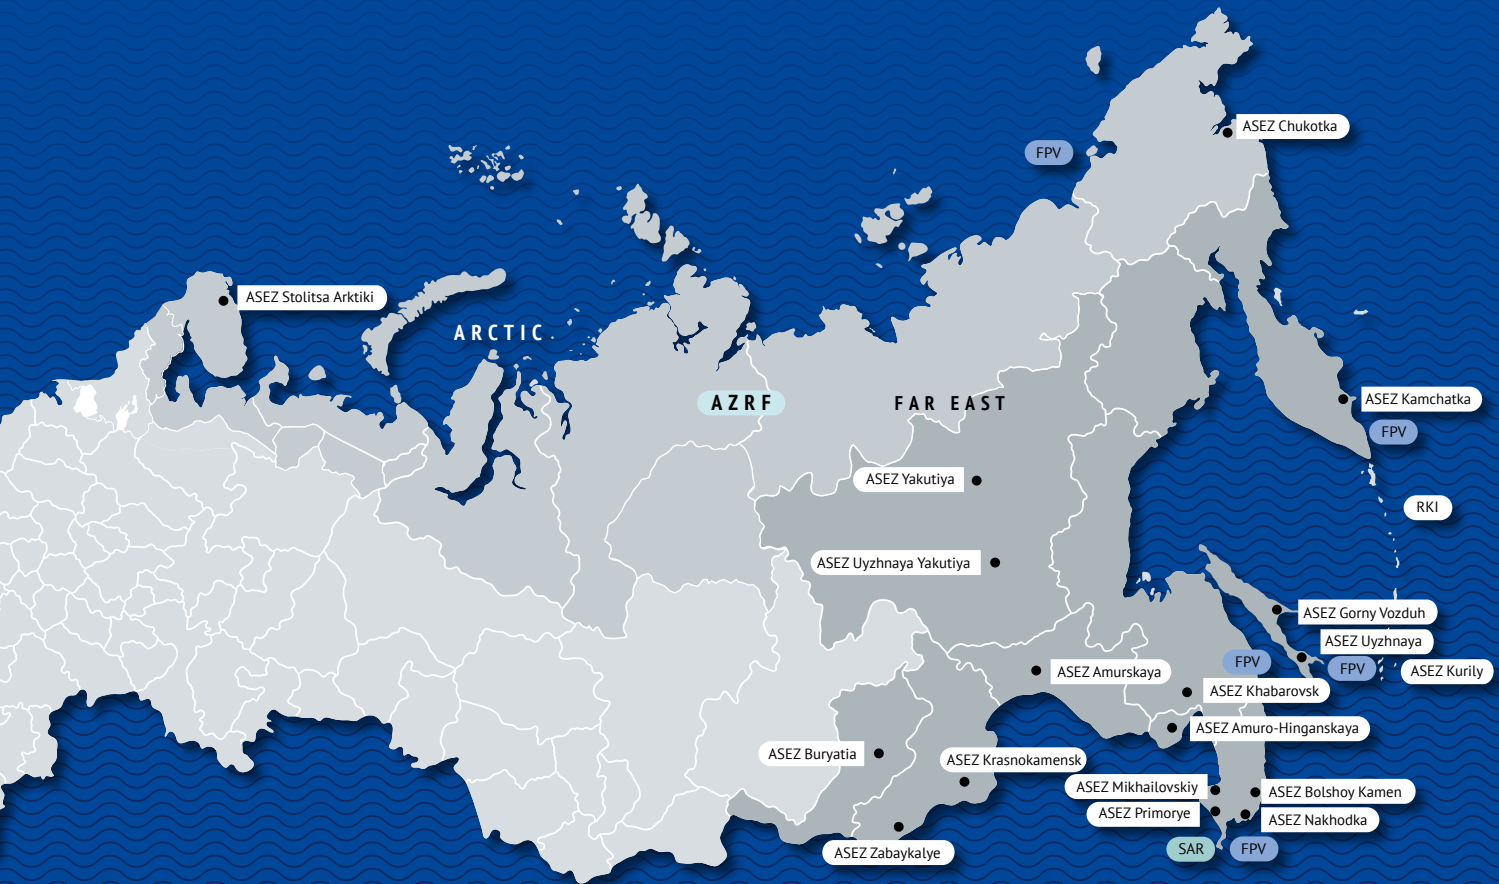 ASEZ Chukotka
FPV
ASEZ Stolitsa Arktiki
ARCTIC
AZRF
FAR EAST
ASEZ Kamchatka
FPV
ASEZ Yakutiya
RKI
ASEZ Uyzhnaya Yakutiya
ASEZ Gorny Vozduh
ASEZ Uyzhnaya
FPV
FPV
ASEZ Kurily
ASEZ Amurskaya
ASEZ Khabarovsk
ASEZ Amuro-Hinganskaya
ASEZ Buryatia
ASEZ Krasnokamensk
ASEZ Mikhailovskiy
ASEZ Bolshoy Kamen
ASEZ Primorye
ASEZ Nakhodka
SAR
FPV
ASEZ Zabaykalye